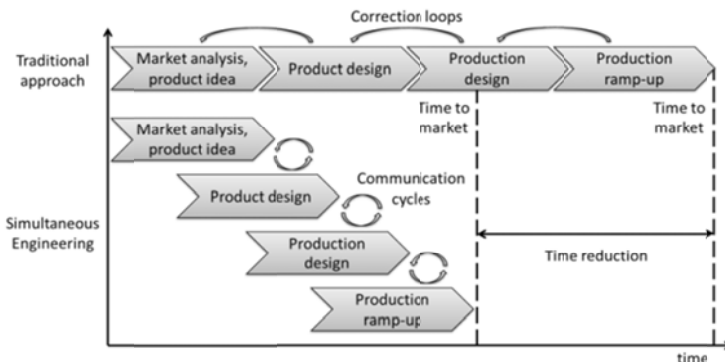 Correction loops
Traditional
approach
Market analysis,
product idea
Product design
Production
design
Production
ramp-up
Time to
market
Time to
market
Market analysis,
product idea
Product design
Communication
cycles
Simultaneous
Engineering
Production
design
Time reduction
Production
ramp-up
time